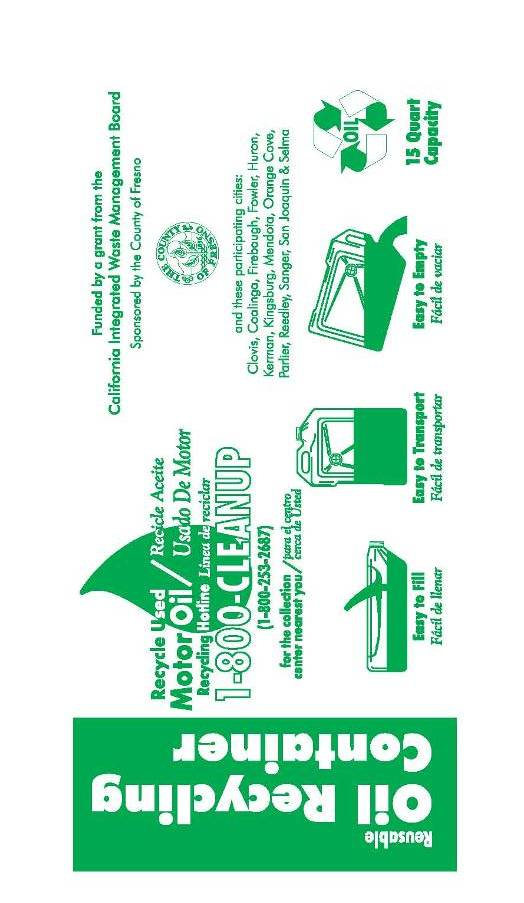 Reusable
Oil Recycling
Container
Recycle Used / Recicle Aceite
Motor Oil / Usado De Motor
Recycling Hotline Línea de reciclar
1-800-CLEANUP
(1-800-253-2687)
for the collection / para el centro
center nearest you / cerca de Usted
Funded by a grant from the
California Integrated Waste Management Board
Sponsored by the County of Fresno
THE COUNTY OF FRESNO
and these participating cities:
Clovis, Coalinga, Firebaugh, Fowler, Huron,
Kerman, Kingsburg, Mendota, Orange Cove,
Parlier, Reedley, Sanger, San Joaquin & Selma
Easy to Fill
Fácil de llenar
Easy to Transport
Fácil de transportar
Easy to Empty
Fácil de vaciar
OIL
15 Quart
Capacity